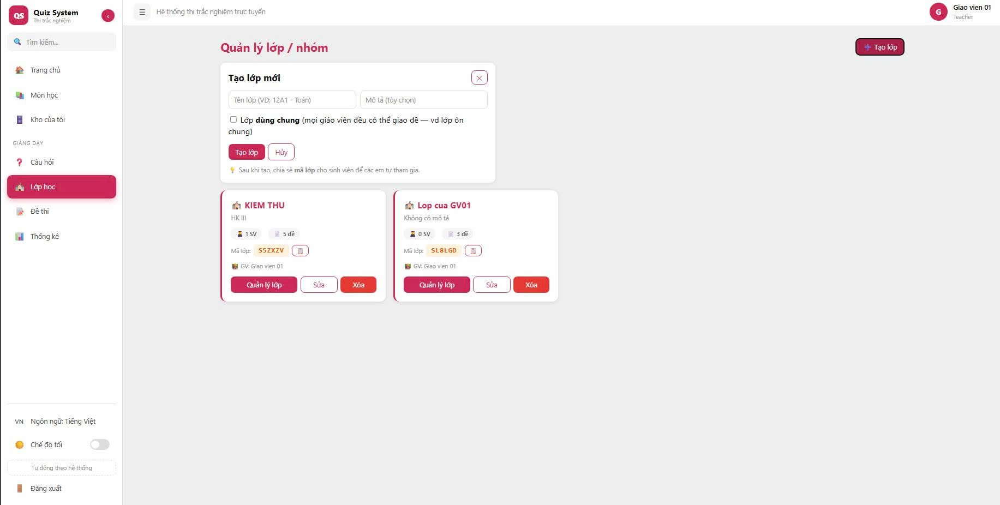 QS
Quiz System
Thi trắc nghiệm
Tìm kiếm...
Trang chủ
Môn học
Kho của tôi
GIẢNG DẠY
Câu hỏi
Lớp học
Đề thi
Thống kê
VN Ngôn ngữ: Tiếng Việt
Chế độ tối
Tự động theo hệ thống
Đăng xuất
Hệ thống thi trắc nghiệm trực tuyến
G
Giao vien 01
Teacher
Quản lý lớp / nhóm
Tạo lớp
Tạo lớp mới
Tên lớp (VD: 12A1 - Toán)
Mô tả (tùy chọn)
Lớp dùng chung (mọi giáo viên đều có thể giao đề — vd lớp ôn
chung)
Tạo lớp
Hủy
Sau khi tạo, chia sẻ mã lớp cho sinh viên để các em tự tham gia.
KIEM THU
HK III
1 SV
5 đề
Mã lớp: S5ZXZV
GV: Giao vien 01
Quản lý lớp
Sửa
Xóa
Lop cua GV01
Không có mô tả
0 SV
3 đề
Mã lớp: SL8LGD
GV: Giao vien 01
Quản lý lớp
Sửa
Xóa